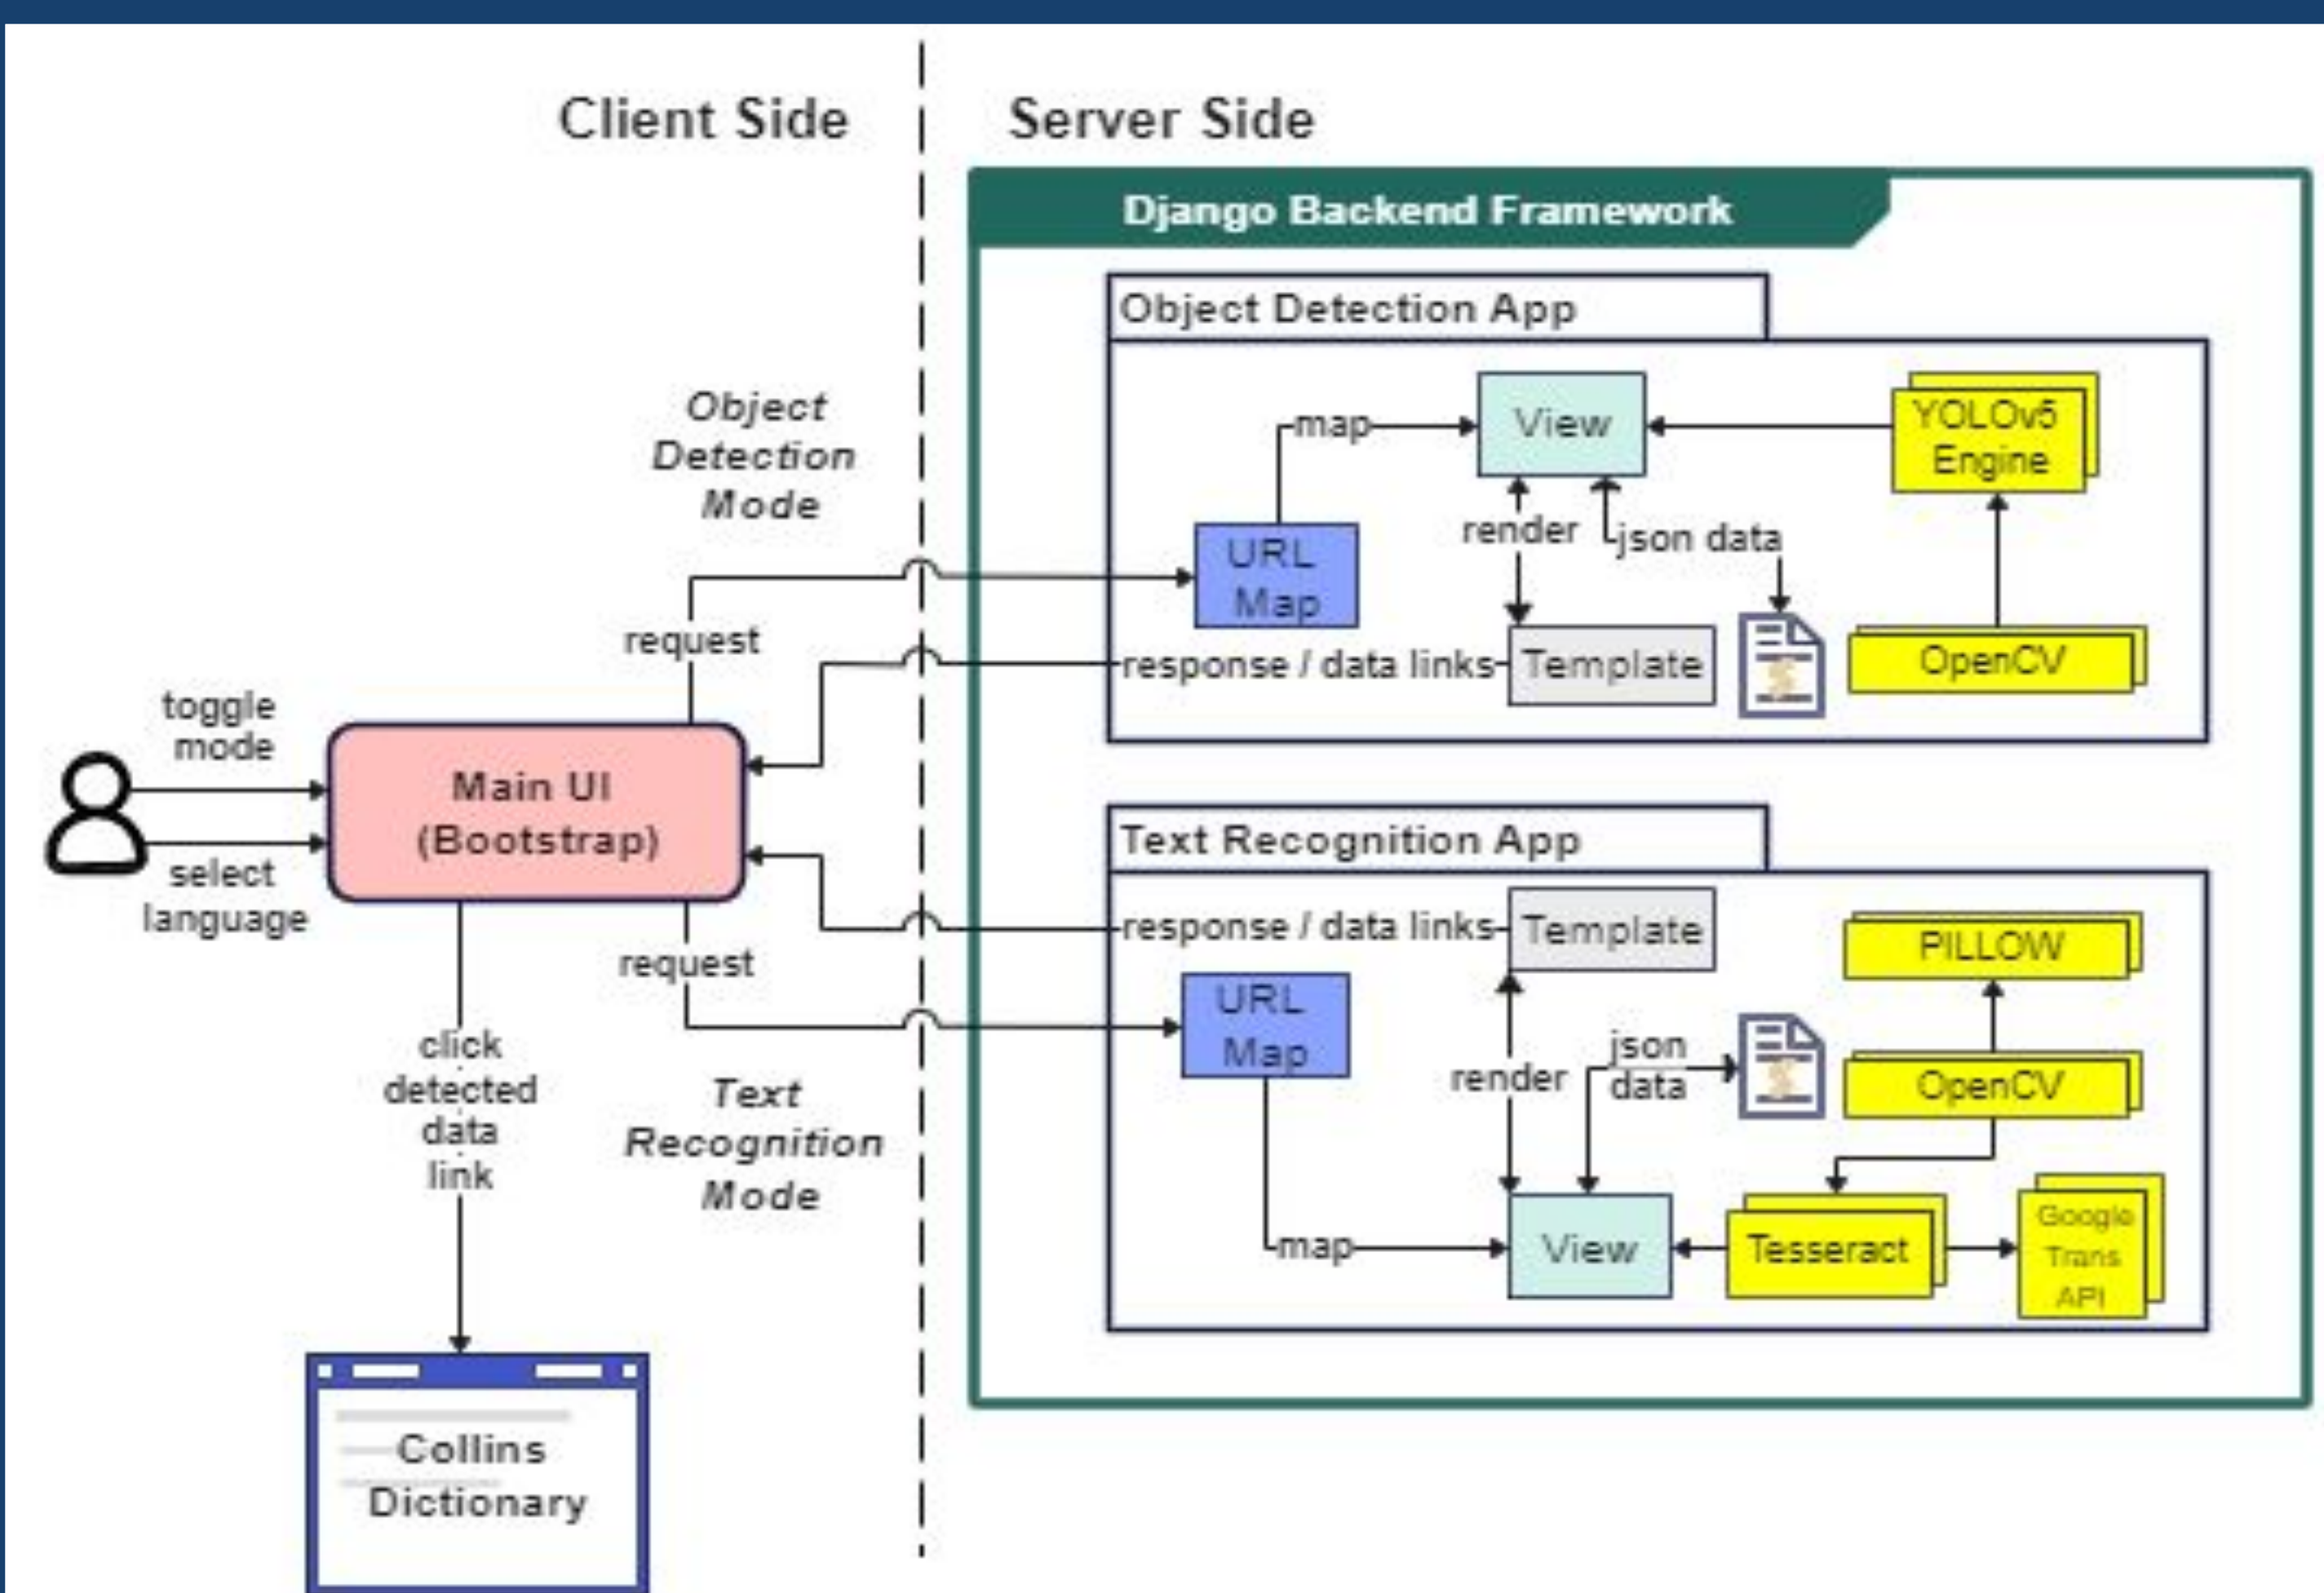 Client Side
Server Side
Django Backend Framework
Object Detection App
Object
Detection
Mode
map
View
YOLOv5
Engine
render
json data
URL
Map
request
response / data links
Template
OpenCV
toggle
mode
Main UI
(Bootstrap)
select
language
Text Recognition App
response / data links
Template
PILLOW
request
URL
Map
click
detected
data
link
json
data
render
OpenCV
Text
Recognition
Mode
map
View
Tesseract
Google
Trans
API
Collins
Dictionary